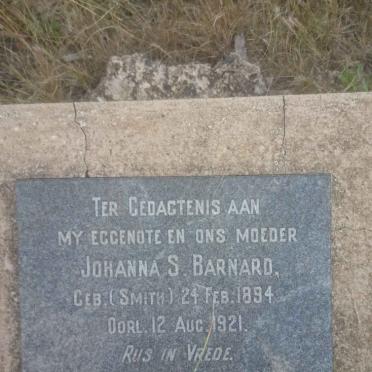 TER GEDACTENIS AAN
MY EGGENOTE EN ONS MOEDER
JOHANNA S. BARNARD,
GEB. (SMITH) 24 FEB. 1894
OORL. 12 AUG. 1921.
RUS IN VREDE.